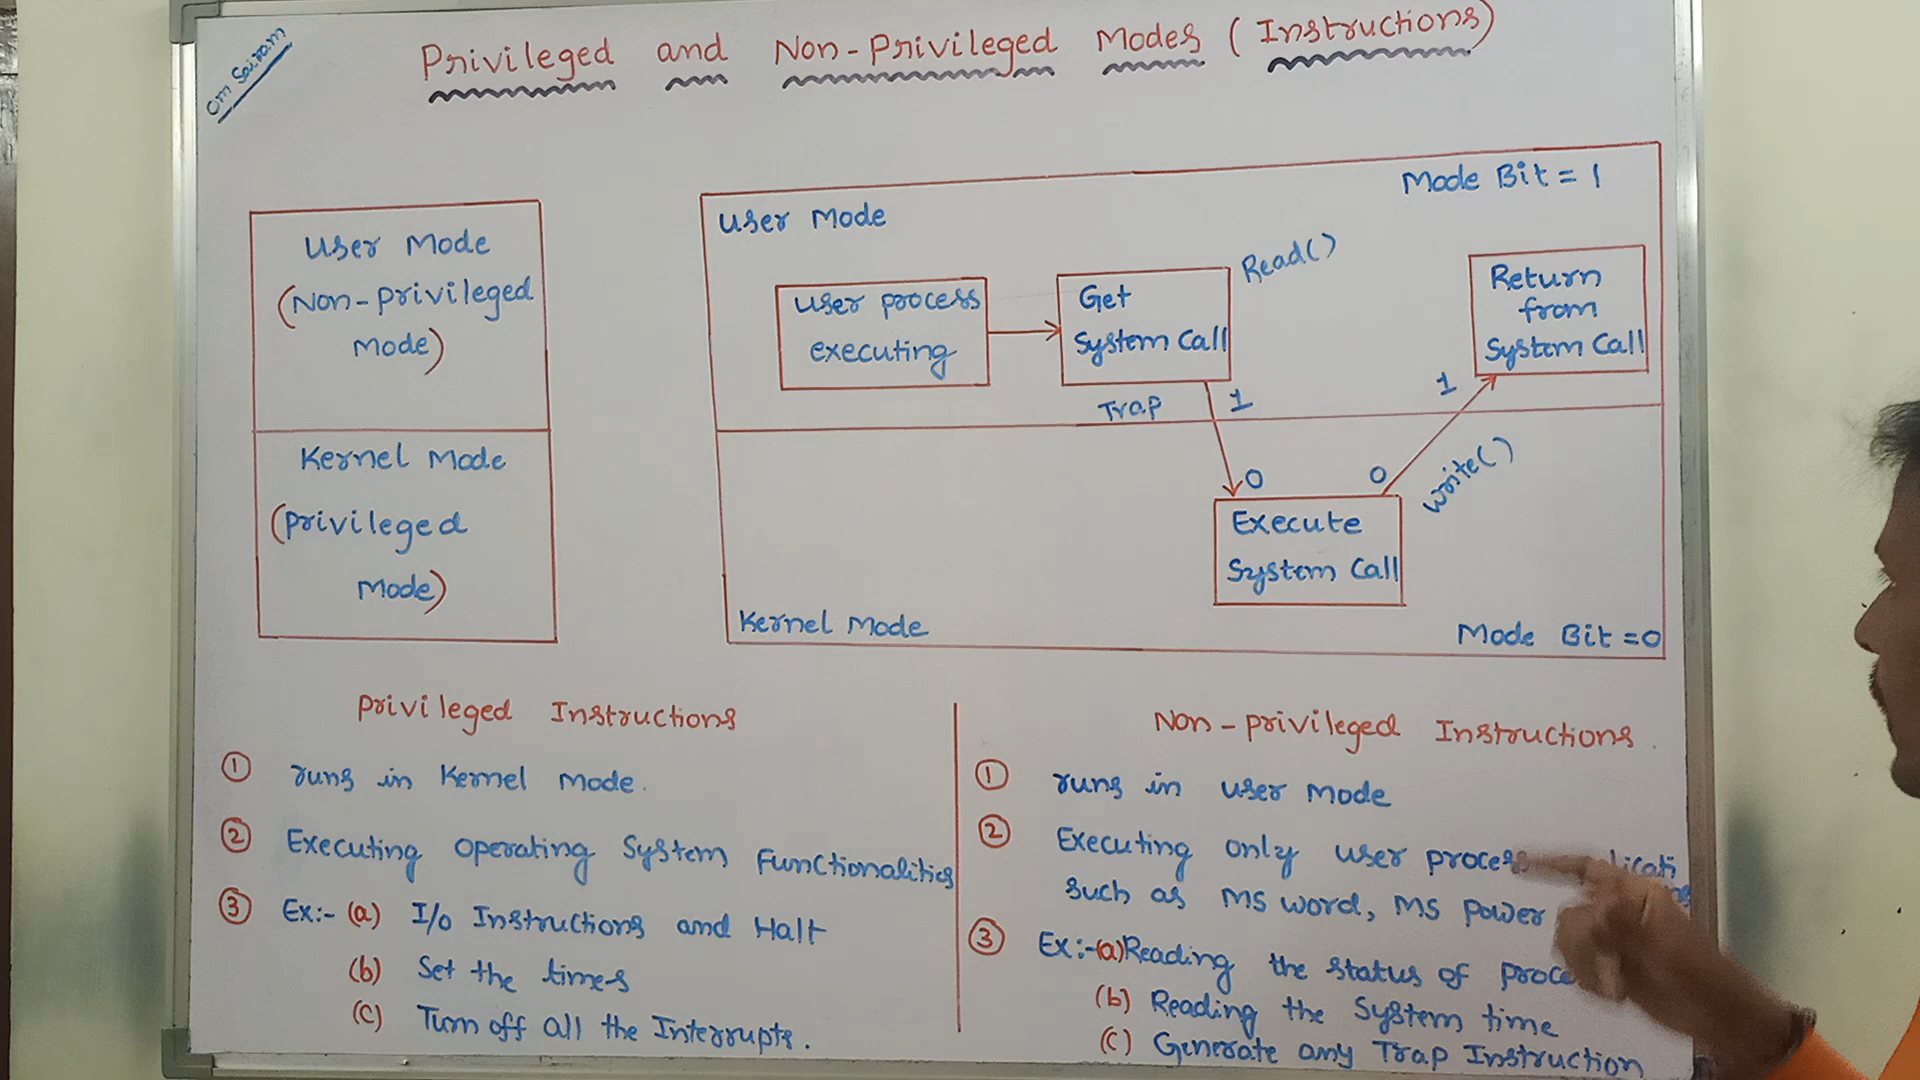 Om Sairam
Privileged and Non-Privileged Modes (Instructions)
User Mode
(Non-privileged
Mode)
Kernel Mode
(privileged
Mode)
User Mode
Mode Bit = 1
User process
executing
Get
System Call
Read()
Return
from
System Call
Trap
1
1
0
0
Write()
Execute
System Call
Kernel Mode
Mode Bit =0
Privileged Instructions
1 runs in Kernel Mode.
2 Executing Operating System Functionalities
3 Ex:- (a) I/o Instructions and Halt
(b) Set the times
(c) Turn off all the Interrupts.
Non-privileged Instructions.
1 runs in user mode
2 Executing only user process
such as MS word, MS Power
3 Ex:-(a)Reading the status of
(b) Reading the System time
(c) Generate any Trap Instruction